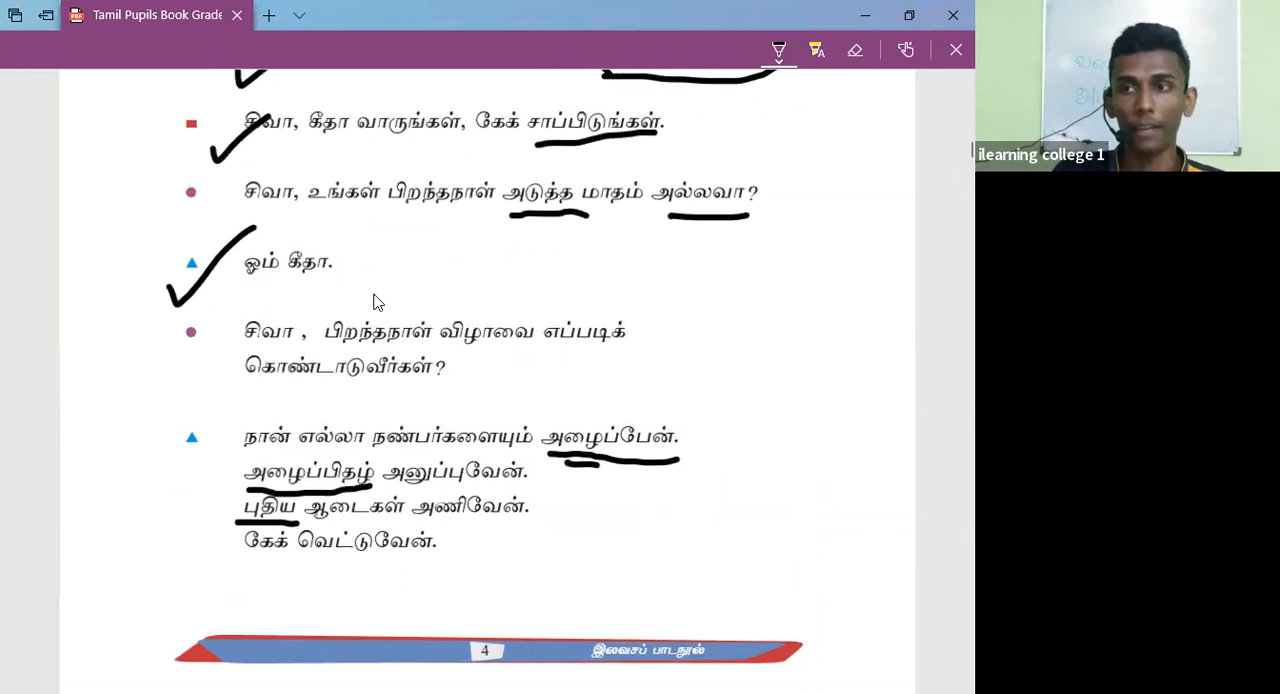 Tamil Pupils Book Grade
சிவா, கீதா வாருங்கள், கேக் சாப்பிடுங்கள்.
சிவா, உங்கள் பிறந்தநாள் அடுத்த மாதம் அல்லவா?
ஓம் கீதா.
சிவா , பிறந்தநாள் விழாவை எப்படிக்
கொண்டாடுவீர்கள்?
நான் எல்லா நண்பர்களையும் அழைப்பேன்.
அழைப்பிதழ் அனுப்புவேன்.
புதிய ஆடைகள் அணிவேன்.
கேக் வெட்டுவேன்.
4 இலவசப் பாடநூல்
ilearning college 1